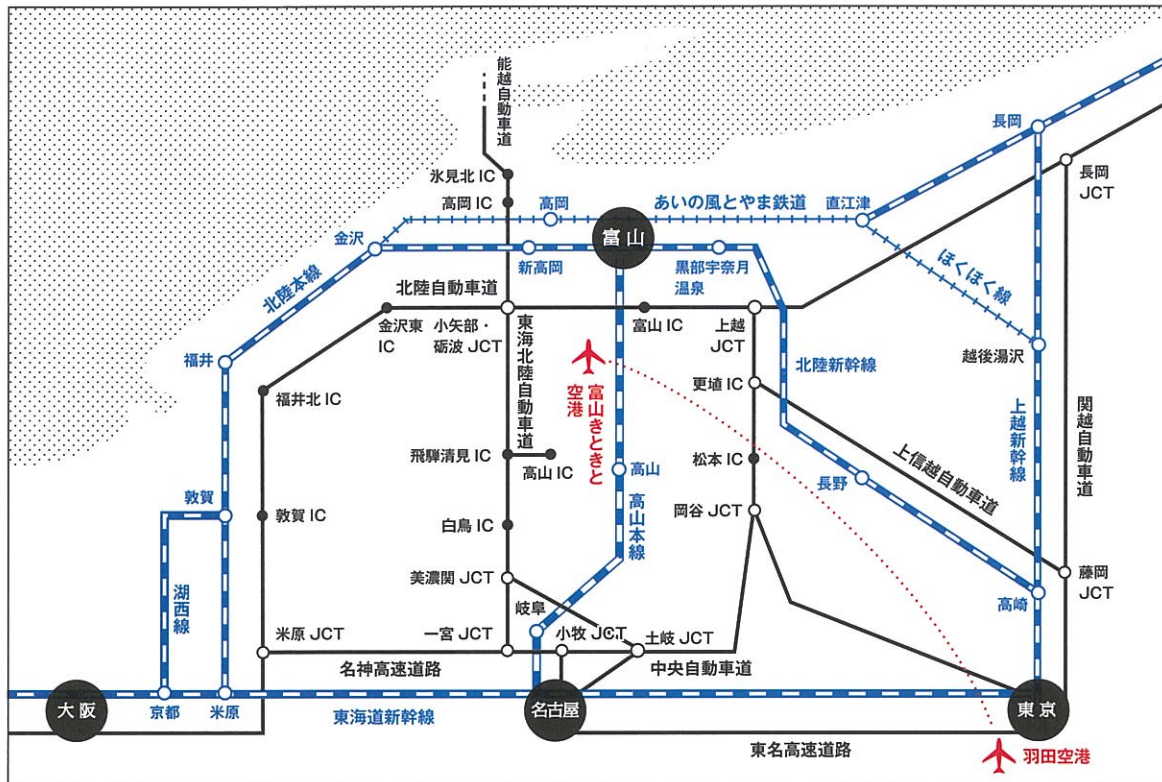 能越自動車道
長岡
氷見北 IC
長岡
JCT
高岡 IC
高岡
あいの風とやま鉄道
直江津
金沢
富山
新高岡
黒部宇奈月
温泉
ほくほく線
北陸本線
北陸自動車道
金沢東
IC
小矢部・
砺波 JCT
富山 IC
上越
JCT
越後湯沢
福井
北陸新幹線
東海北陸自動車道
富山きときと
空港
更埴 IC
福井北 IC
上越新幹線
関越自動車道
飛騨清見 IC
高山 IC
高山
松本 IC
長野
上信越自動車道
敦賀
敦賀 IC
白鳥 IC
高山本線
岡谷 JCT
湖西線
美濃関 JCT
藤岡
JCT
高崎
岐阜
米原 JCT
一宮 JCT
小牧 JCT
土岐 JCT
名神高速道路
中央自動車道
大阪
京都
米原
東海道新幹線
名古屋
東京
東名高速道路
羽田空港